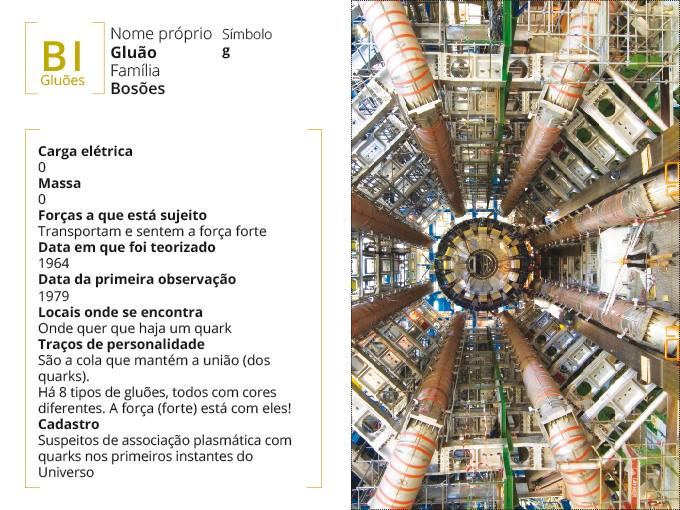 BI
Gluões
Nome próprio
Gluão
Família
Bosões
Símbolo
g
Carga elétrica
0
Massa
0
Forças a que está sujeito
Transportam e sentem a força forte
Data em que foi teorizado
1964
Data da primeira observação
1979
Locais onde se encontra
Onde quer que haja um quark
Traços de personalidade
São a cola que mantém a união (dos
quarks).
Há 8 tipos de gluões, todos com cores
diferentes. A força (forte) está com eles!
Cadastro
Suspeitos de associação plasmática com
quarks nos primeiros instantes do
Universo